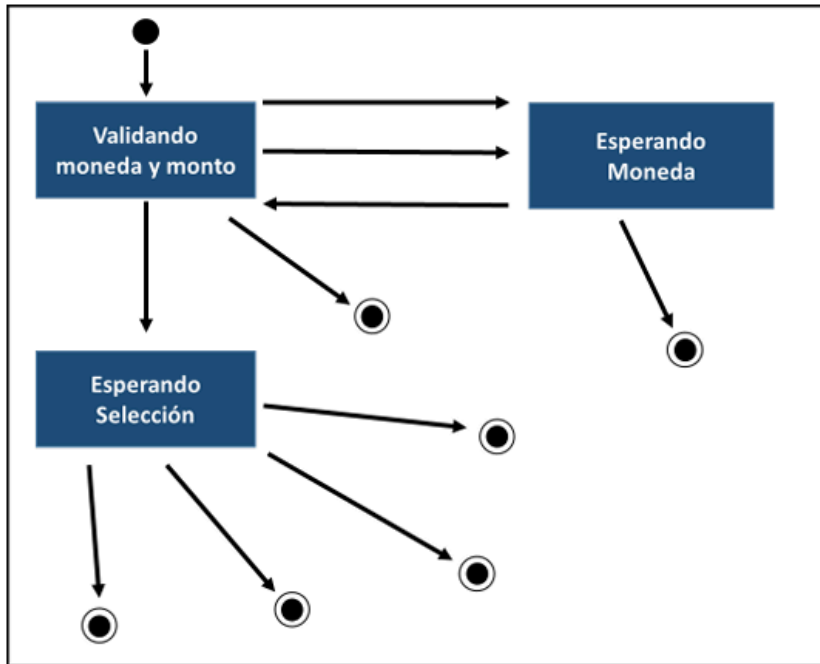 Validando
moneda y monto
Esperando
Moneda
Esperando
Selección